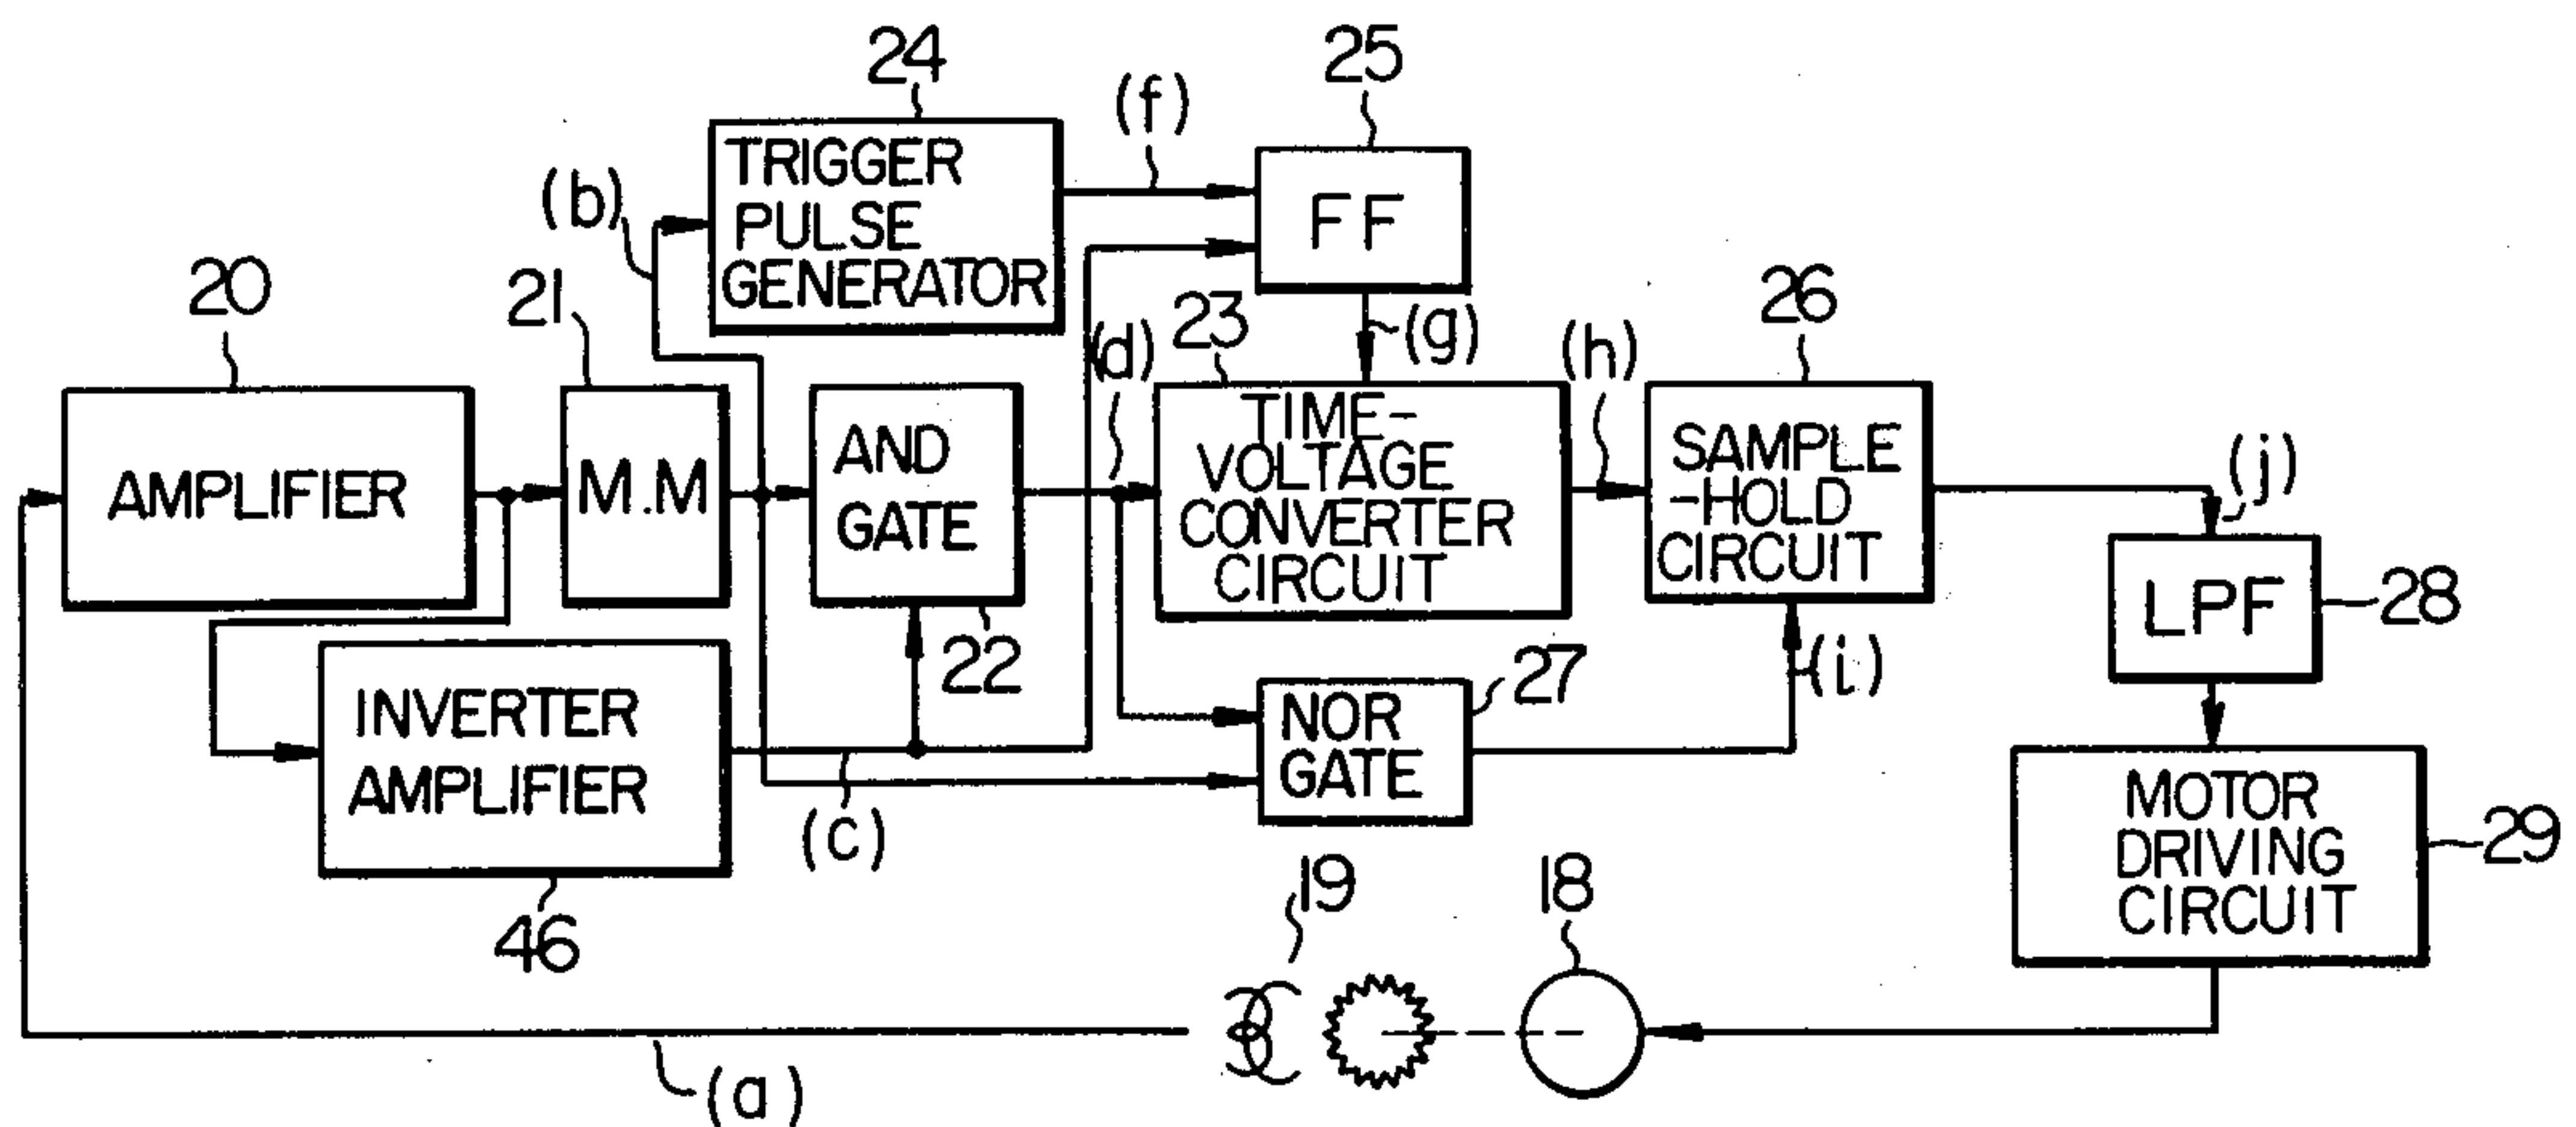 24
25
(f)
TRIGGER
PULSE
GENERATOR
(b)
FF
20
21
(d)
23
(g)
(h)
26
AMPLIFIER
M.M
AND
GATE
TIME-
VOLTAGE
CONVERTER
CIRCUIT
SAMPLE
-HOLD
CIRCUIT
(j)
LPF
28
INVERTER
AMPLIFIER
22
NOR
GATE
27
(i)
(c)
46
19
18
MOTOR
DRIVING
CIRCUIT
29
(a)